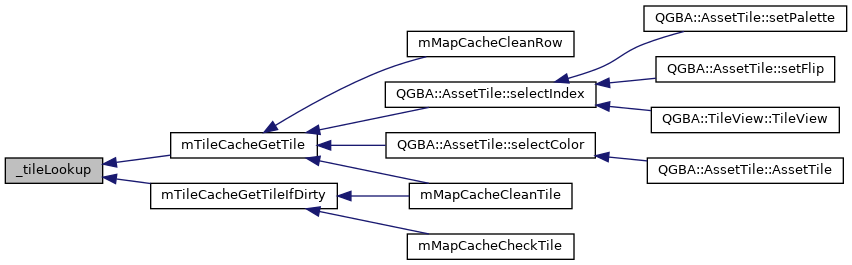 _tileLookup
mTileCacheGetTile
mTileCacheGetTileIfDirty
mMapCacheCleanRow
QGBA::AssetTile::selectIndex
QGBA::AssetTile::selectColor
mMapCacheCleanTile
mMapCacheCheckTile
QGBA::AssetTile::setPalette
QGBA::AssetTile::setFlip
QGBA::TileView::TileView
QGBA::AssetTile::AssetTile